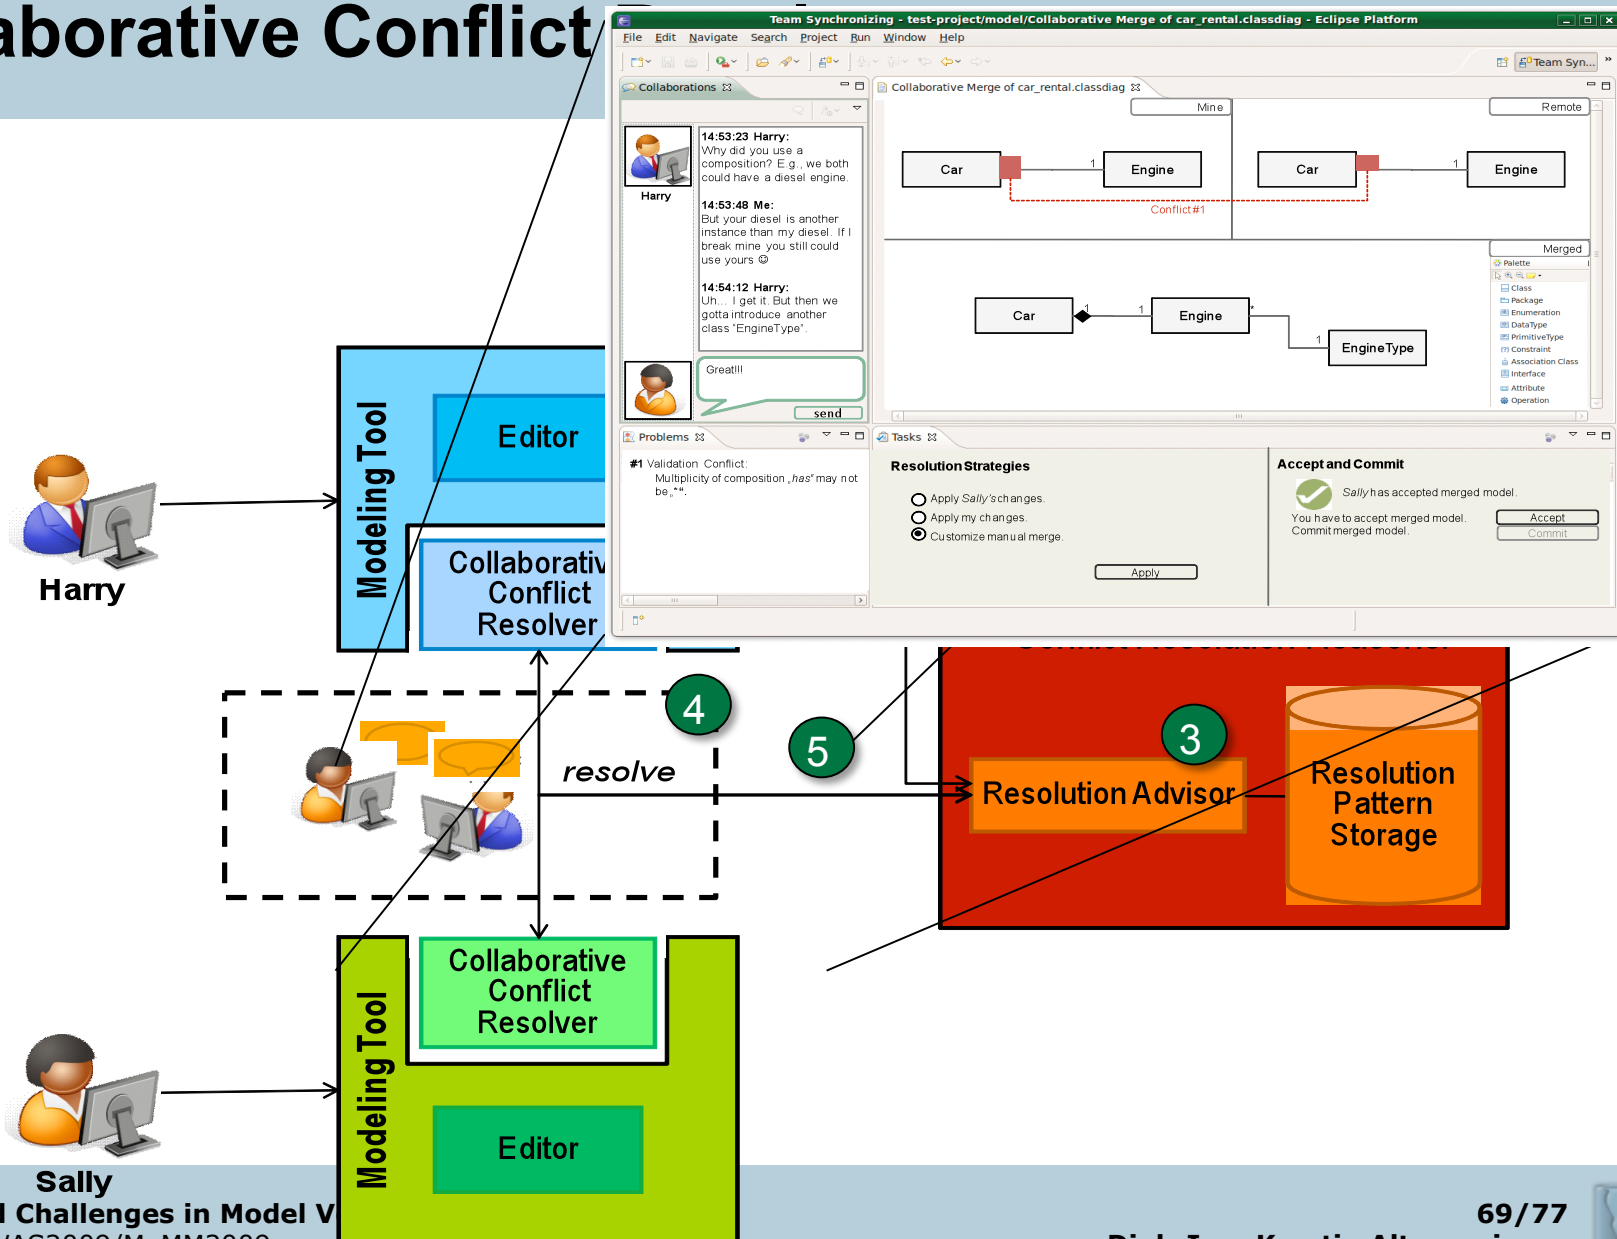 aborative Conflict
Team Synchronizing - test-project/model/Collaborative Merge of car_rental.classdiag - Eclipse Platform
File Edit Navigate Search Project Run Window Help
Team Syn...
Collaborations
Harry
14:53:23 Harry:
Why did you use a
composition? E.g., we both
could have a diesel engine.
14:53:48 Me:
But your diesel is another
instance than my diesel. If I
break mine you still could
use yours ☺
14:54:12 Harry:
Uh... I get it. But then we
gotta introduce another
class "EngineType".
Great!!!
send
Collaborative Merge of car_rental.classdiag
Mine
Remote
Car
1
Engine
Car
1
Engine
Conflict#1
Merged
Car
1
1
Engine
*
1
EngineType
Palette
Class
Package
Enumeration
DataType
PrimitiveType
Constraint
Association Class
Interface
Attribute
Operation
Problems
#1 Validation Conflict:
Multiplicity of composition „has" may not
be „*".
Tasks
Resolution Strategies
Apply Sally's changes.
Apply my changes.
Customize manual merge.
Apply
Accept and Commit
Sally has accepted merged model.
You have to accept merged model.
Accept
Commit merged model.
Commit
Modeling Tool
Editor
Collaborativ
Conflict
Resolver
Harry
4
5
3
resolve
Resolution Advisor
Resolution
Pattern
Storage
Collaborative
Conflict
Resolver
Modeling Tool
Editor
Sally
l Challenges in Model V
69/77